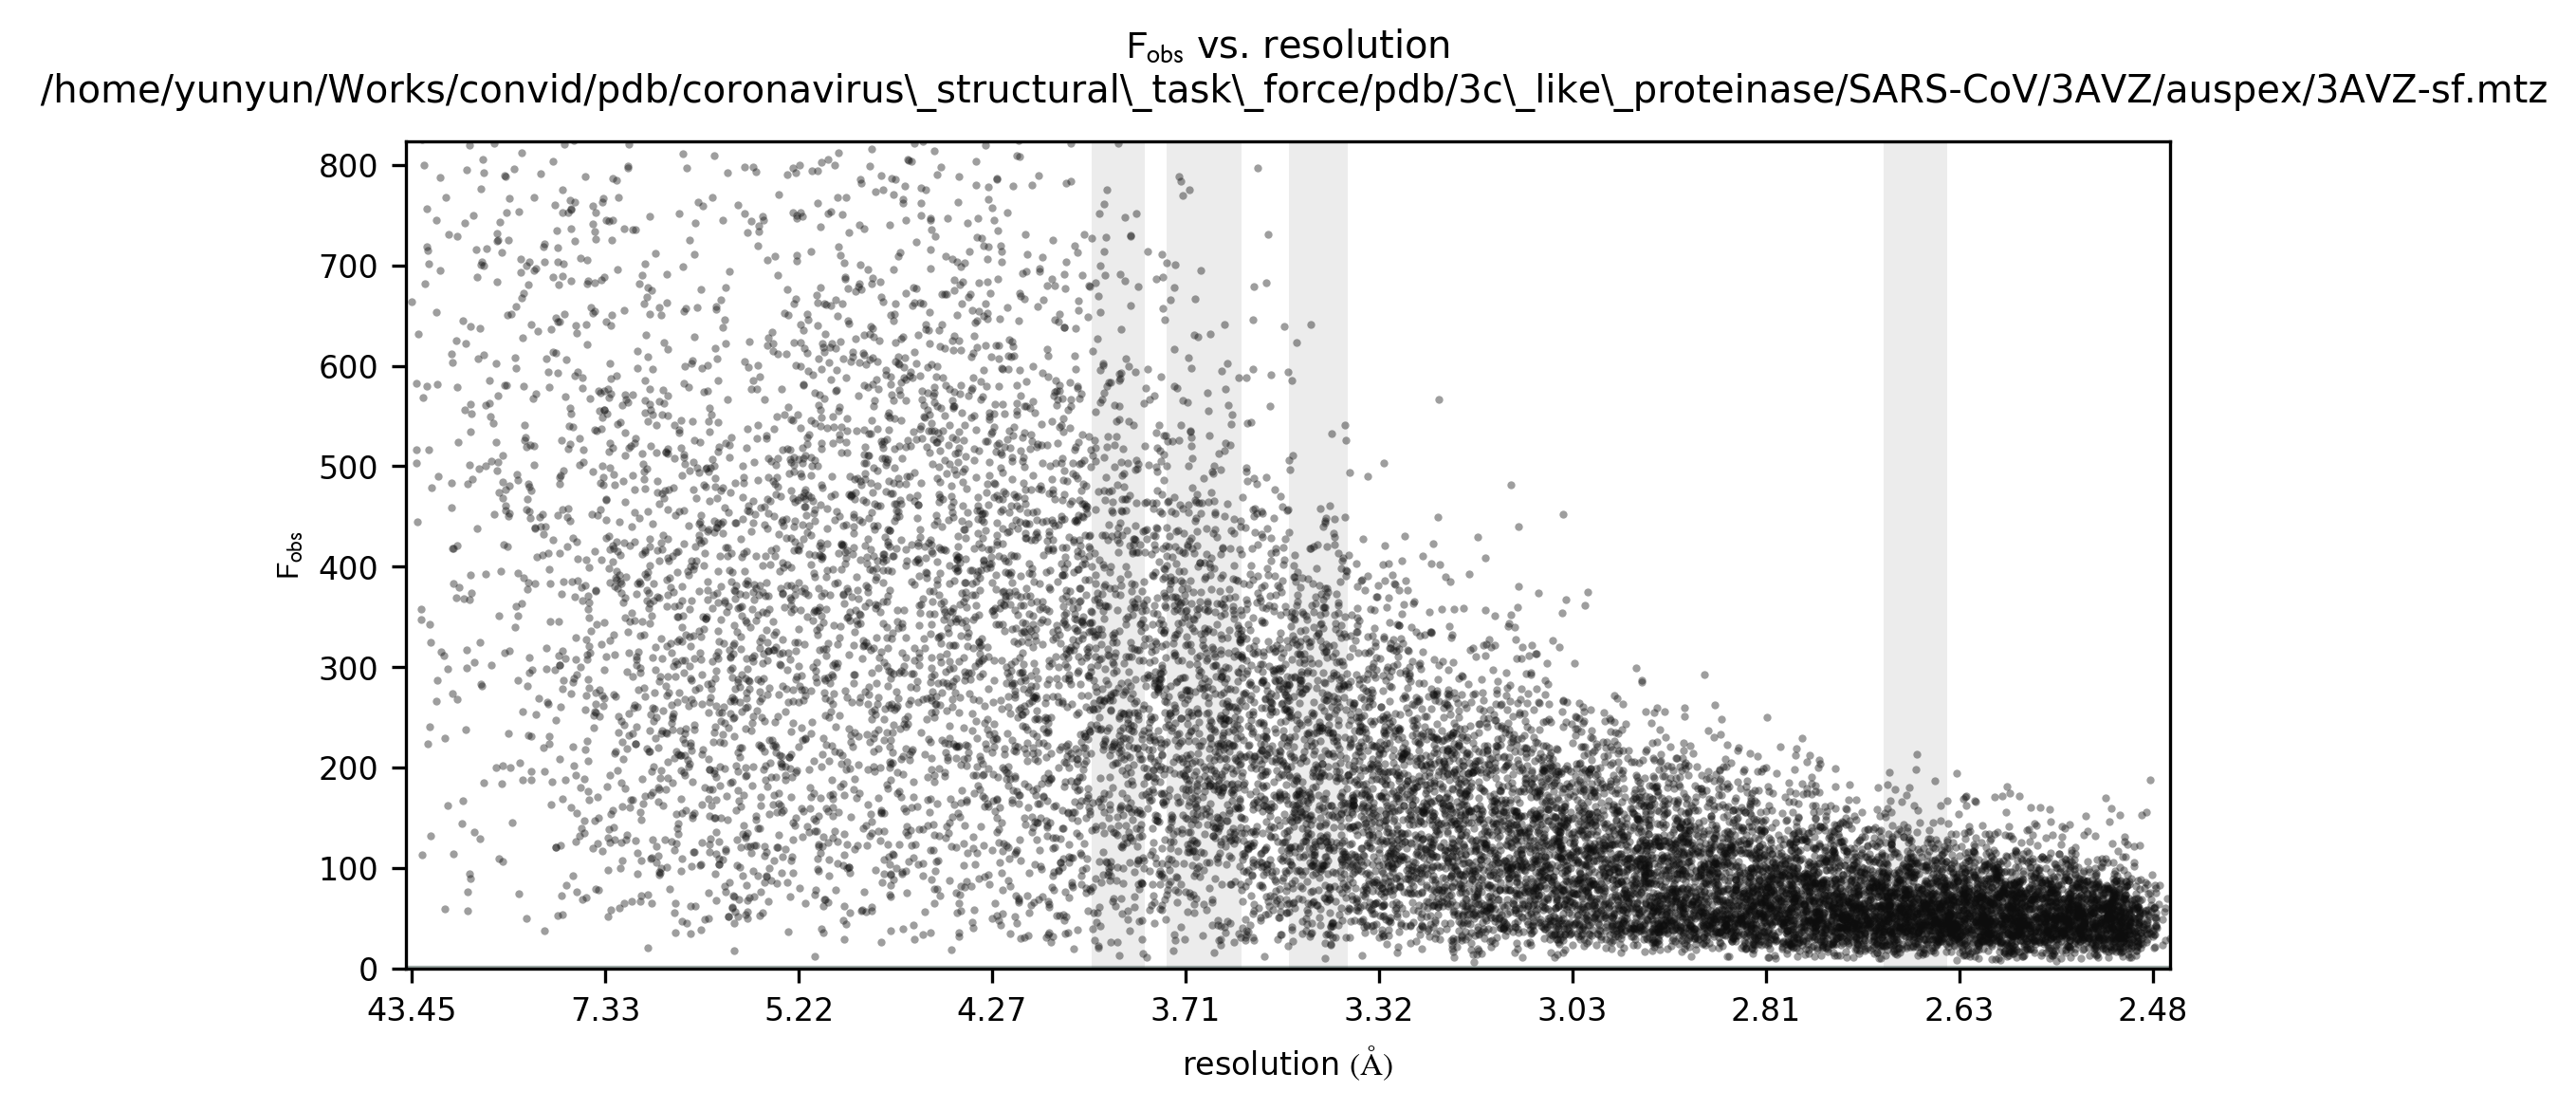 F_obs vs. resolution
/home/yunyun/Works/convid/pdb/coronavirus\_structural\_task\_force/pdb/3c\_like\_proteinase/SARS-CoV/3AVZ/auspex/3AVZ-sf.mtz
800
700
600
500
400
300
200
100
0
F_obs
43.45 7.33 5.22 4.27 3.71 3.32 3.03 2.81 2.63 2.48
resolution (Å)